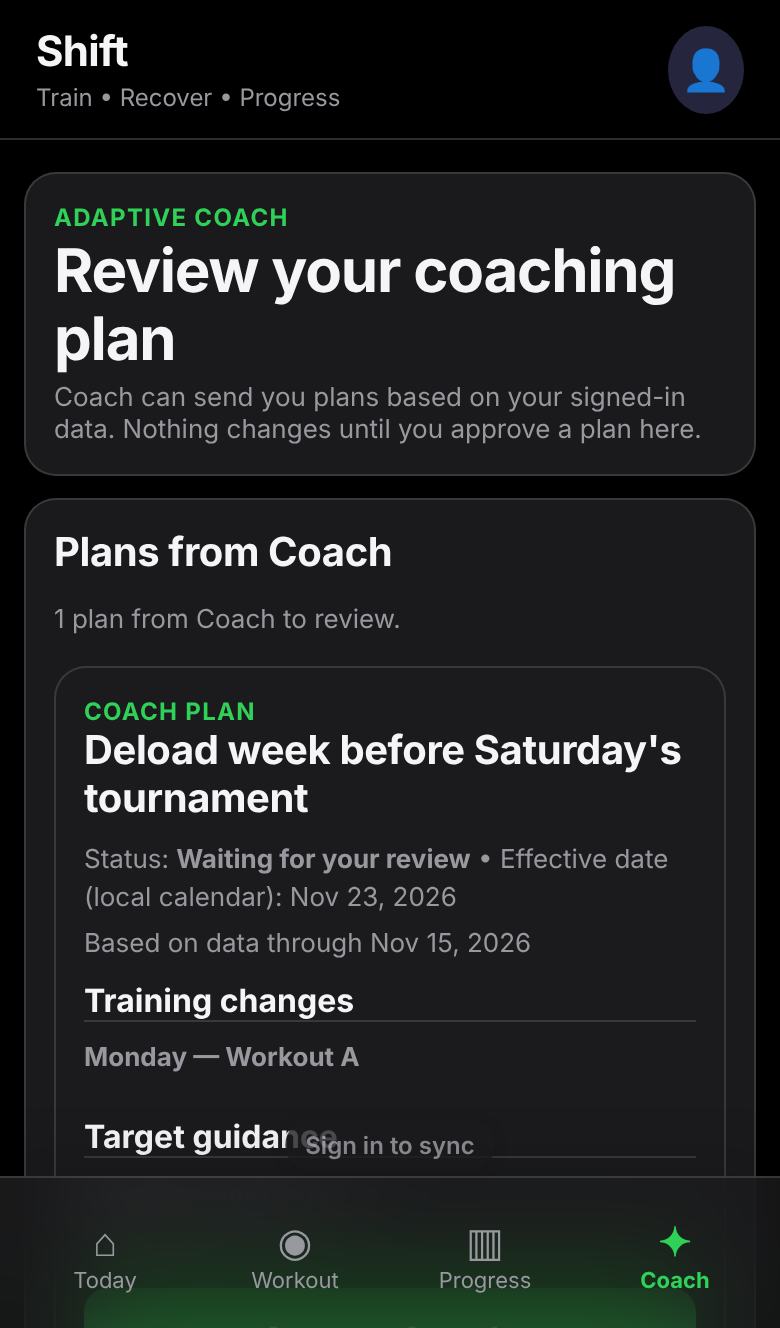 Shift
Train • Recover • Progress
ADAPTIVE COACH
Review your coaching
plan
Coach can send you plans based on your signed-in
data. Nothing changes until you approve a plan here.
Plans from Coach
1 plan from Coach to review.
COACH PLAN
Deload week before Saturday's
tournament
Status: Waiting for your review • Effective date
(local calendar): Nov 23, 2026
Based on data through Nov 15, 2026
Training changes
Monday — Workout A
Target guidance
Sign in to sync
Today
Workout
Progress
Coach